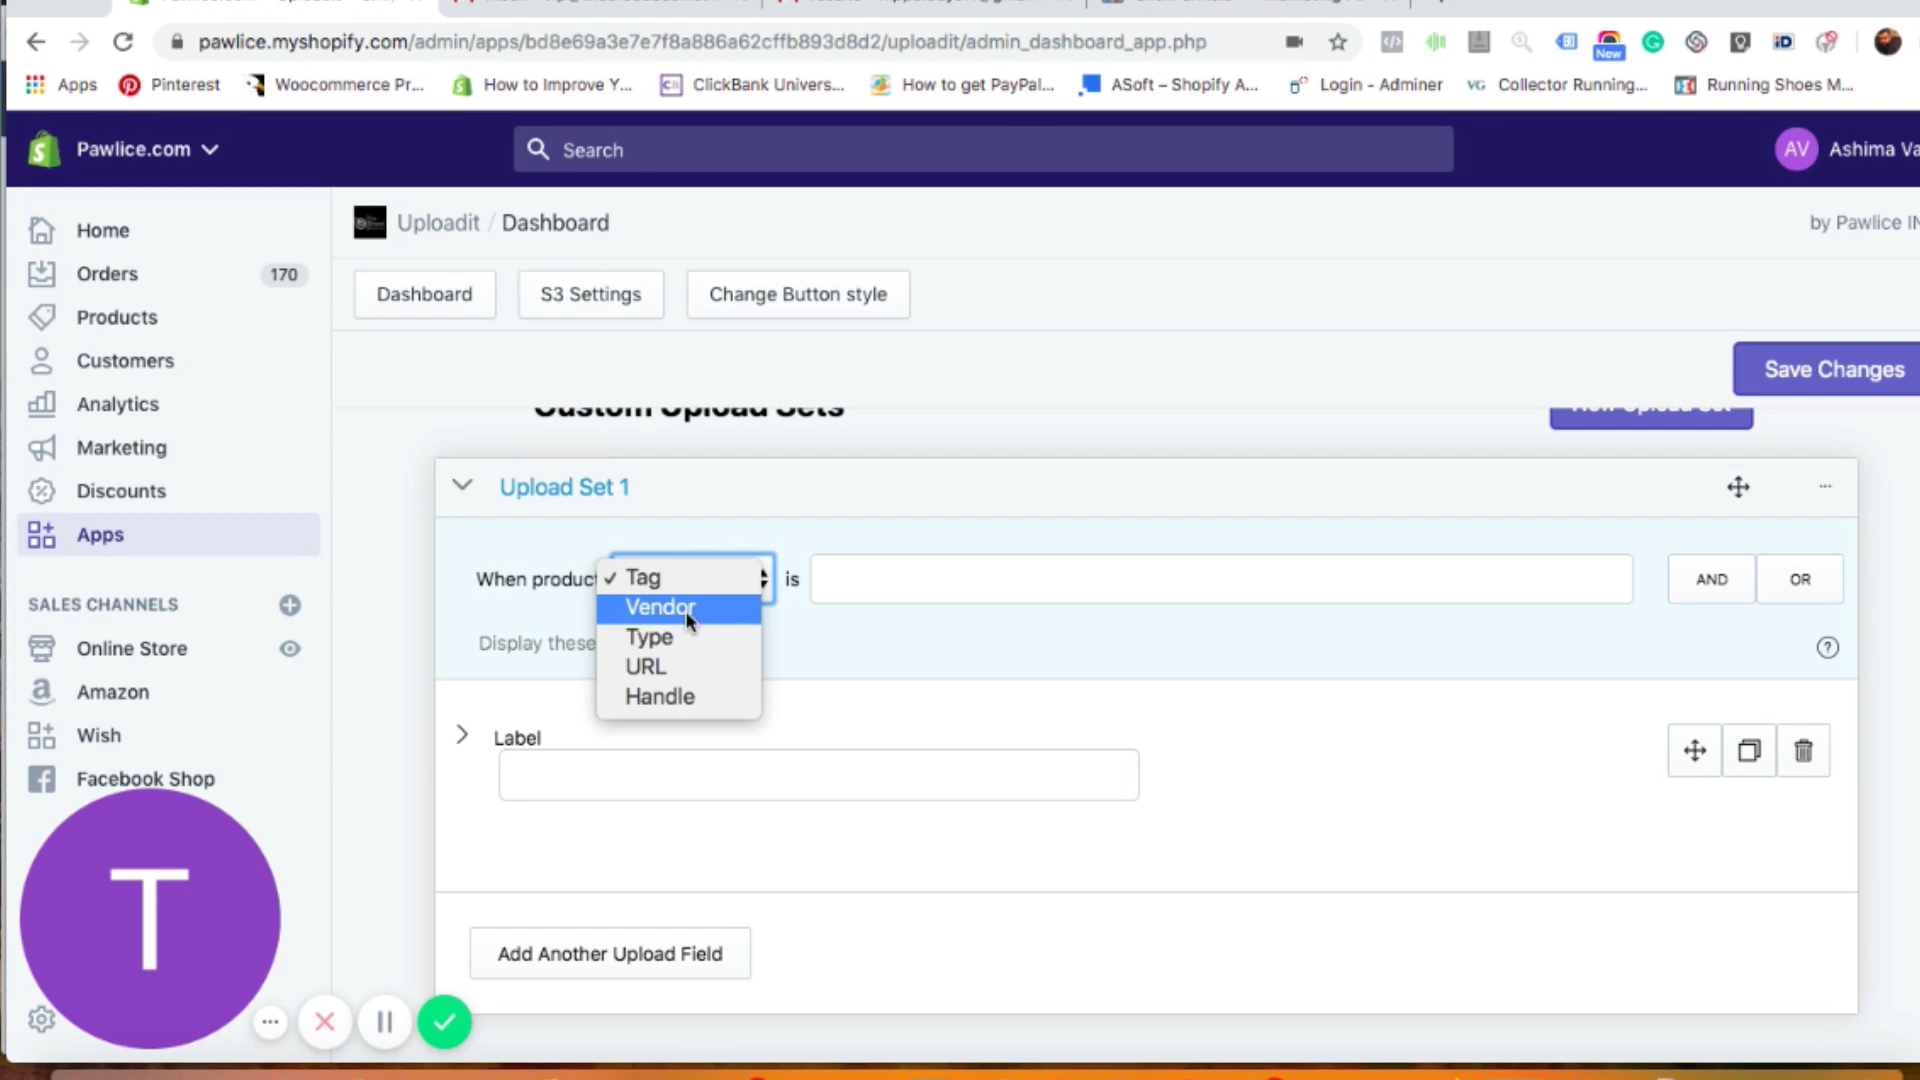 pawlice.myshopify.com/admin/apps/bd8e69a3e7e7f8a886a62cffb893d8d2/uploadit/admin_dashboard_app.php
New
iD
Apps Pinterest Woocommerce Pr... How to Improve Y... ClickBank Univers... How to get PayPal... ASoft – Shopify A... Login - Adminer VG Collector Running... Running Shoes M...
Pawlice.com Search AV Ashima Va
Home
Orders 170
Products
Customers
Analytics
Marketing
Discounts
Apps
SALES CHANNELS
Online Store
Amazon
Wish
Facebook Shop
T
Uploadit / Dashboard by Pawlice IN
Dashboard S3 Settings Change Button style
Save Changes
Custom Upload Sets New Upload Set
Upload Set 1
When product Tag is AND OR
Vendor
Type
URL
Handle
Display these ?
Label
Add Another Upload Field